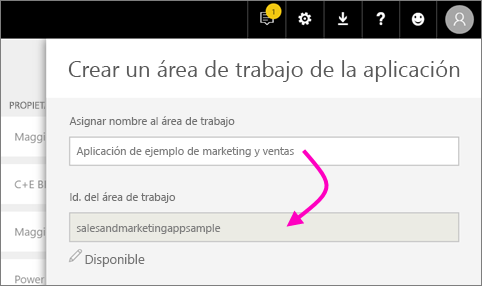 1
?
Crear un área de trabajo de la aplicación
PROPIET.
Asignar nombre al área de trabajo
Maggi
Aplicación de ejemplo de marketing y ventas
C+E BI
Id. del área de trabajo
Maggi
salesandmarketingappsample
Disponible
Power